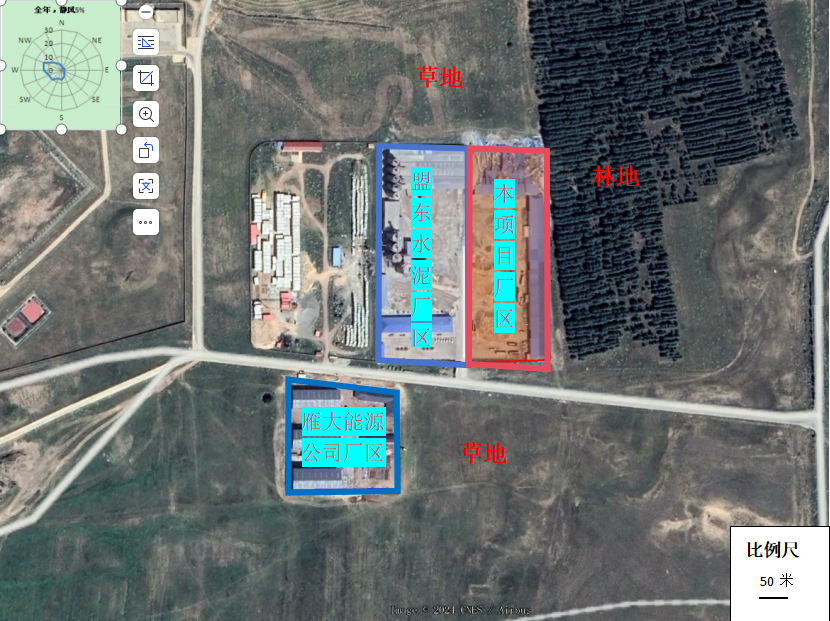 全年，静风5%
N
NW
NE
30
20
10
0
W
E
SW
SE
S
草地
林地
盟东水泥厂区
本项目厂区
雁大能源
公司厂区
草地
比例尺
50 米
Image © 2024 CNES / Airbus